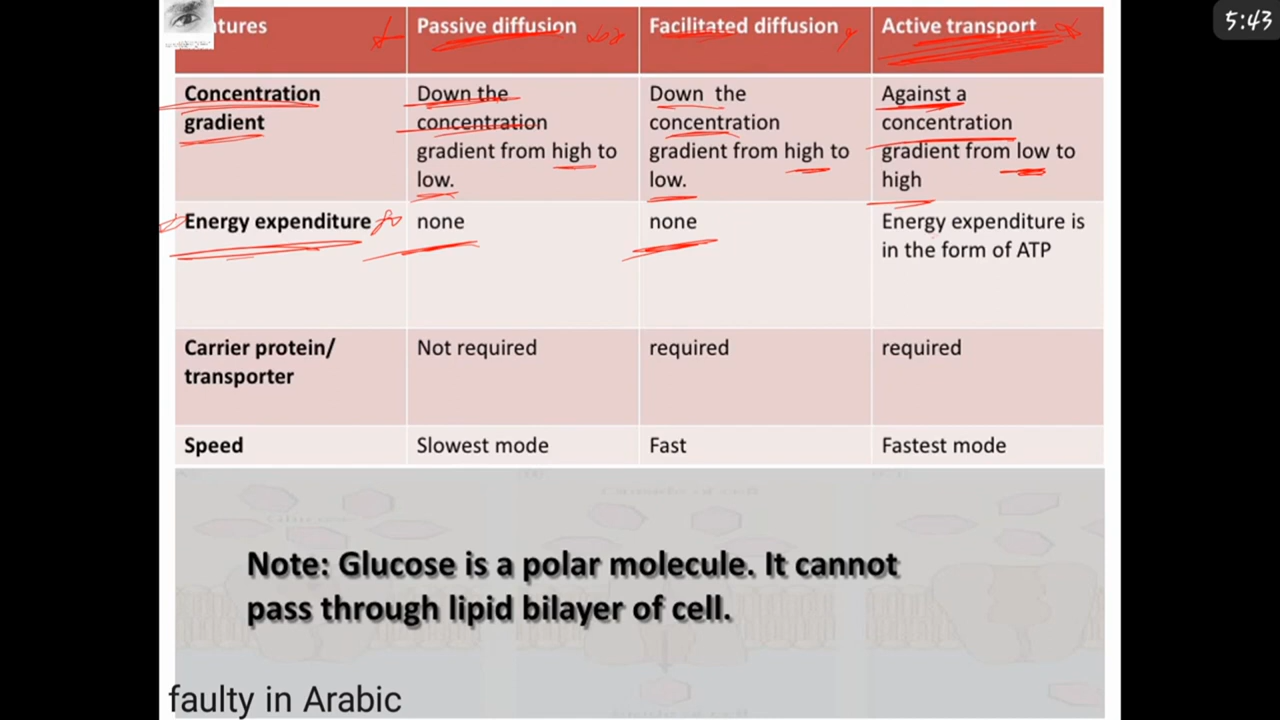 5:43
tures
Passive diffusion
Facilitated diffusion
Active transport
Concentration
gradient
Down the
concentration
gradient from high to
low.
Down the
concentration
gradient from high to
low.
Against a
concentration
gradient from low to
high
Energy expenditure
none
none
Energy expenditure is
in the form of ATP
Carrier protein/
transporter
Not required
required
required
Speed
Slowest mode
Fast
Fastest mode
Note: Glucose is a polar molecule. It cannot
pass through lipid bilayer of cell.
faulty in Arabic